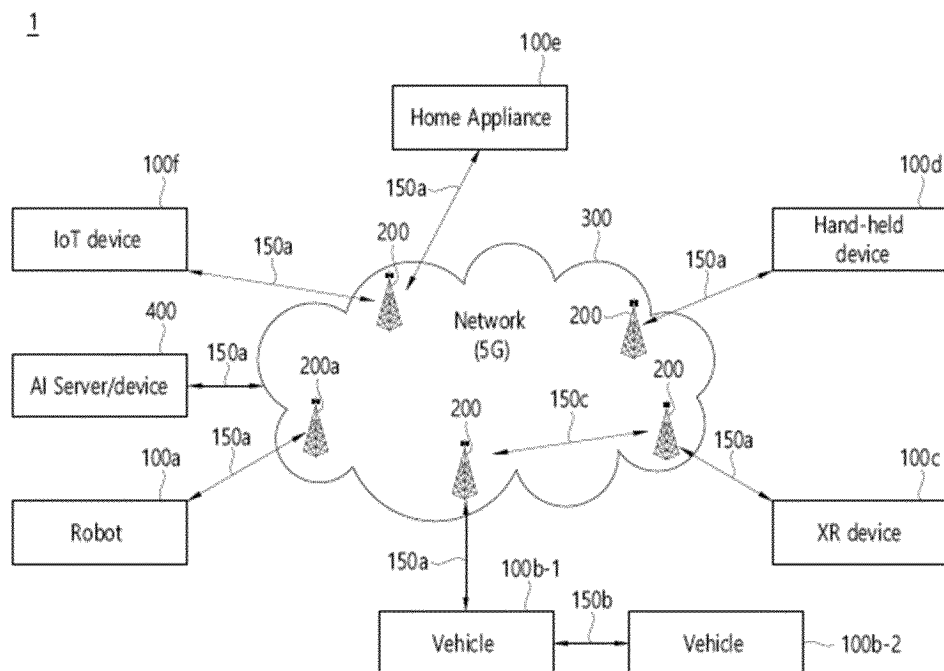 1
100e
Home Appliance
100f
150a
100d
IoT device
150a
200
300
Hand-held
device
150a
400
Network
(5G)
200
AI Server/device
150a
200a
200
150c
200
100a
150a
150a
100c
Robot
XR device
150a
100b-1
150b
Vehicle
Vehicle
100b-2